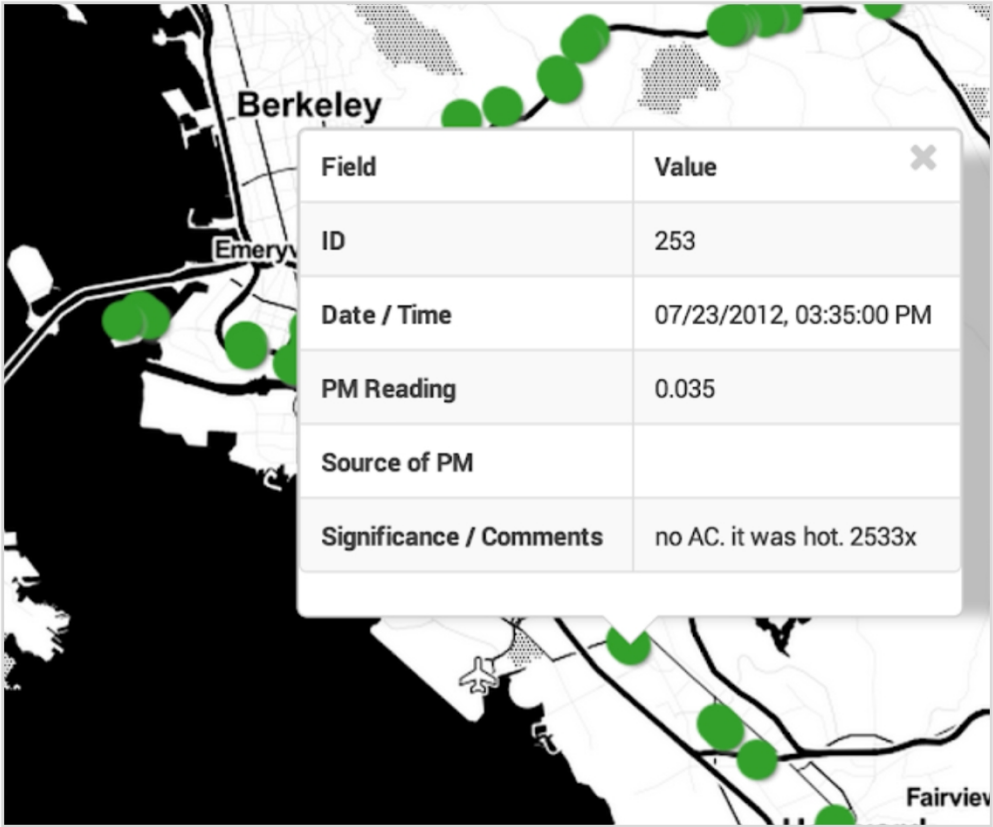 Berkeley
Field Value
ID 253
Emeryv
Date / Time 07/23/2012, 03:35:00 PM
PM Reading 0.035
Source of PM
Significance / Comments no AC. it was hot. 2533x
Fairview